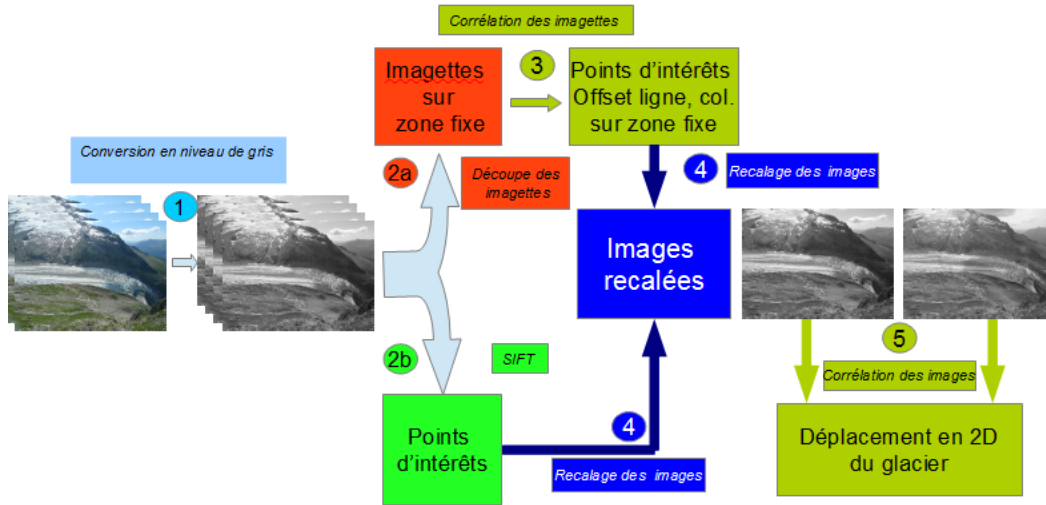 Corrélation des imagettes
Imagettes
sur
zone fixe
3
Points d'intérêts
Offset ligne, col.
sur zone fixe
Conversion en niveau de gris
2a
Découpe des
imagettes
4
Recalage des images
1
Images
recalées
2b
SIFT
5
Corrélation des images
Points
d'intérêts
4
Recalage des  images
Déplacement en 2D
du glacier